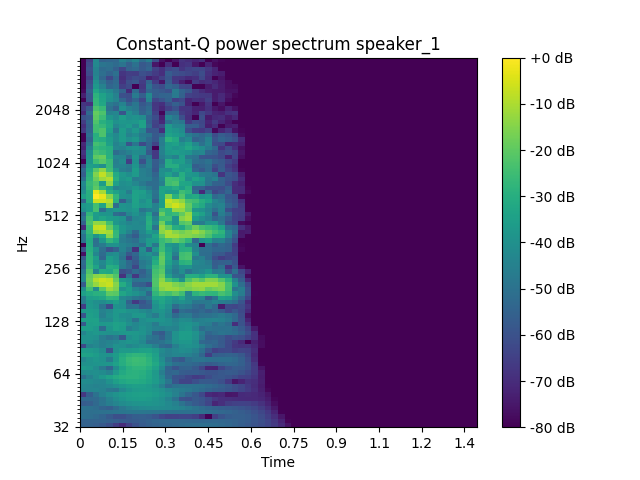 Constant-Q power spectrum speaker_1
Hz
2048
1024
512
256
128
64
32
0 0.15 0.3 0.45 0.6 0.75 0.9 1.1 1.2 1.4
Time
+0 dB
-10 dB
-20 dB
-30 dB
-40 dB
-50 dB
-60 dB
-70 dB
-80 dB